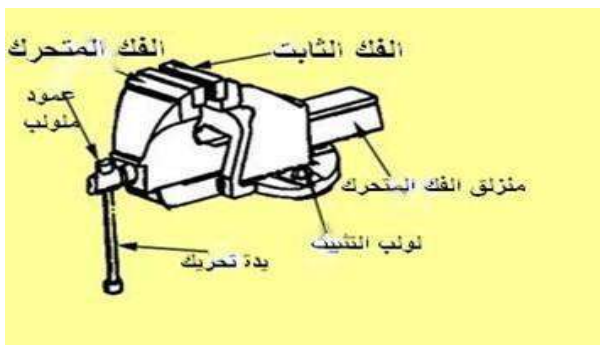 الفك الثابت
الفك المتحرك
عمود
ملولب
منزلق الفك المتحرك
لولب التثبيت
يدة تحريك